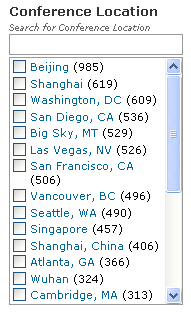 Conference Location
Search for Conference Location
Beijing (985)
Shanghai (619)
Washington, DC (609)
San Diego, CA (536)
Big Sky, MT (529)
Las Vegas, NV (526)
San Francisco, CA
(506)
Vancouver, BC (496)
Seattle, WA (490)
Singapore (457)
Shanghai, China (406)
Atlanta, GA (366)
Wuhan (324)
Cambridge, MA (313)